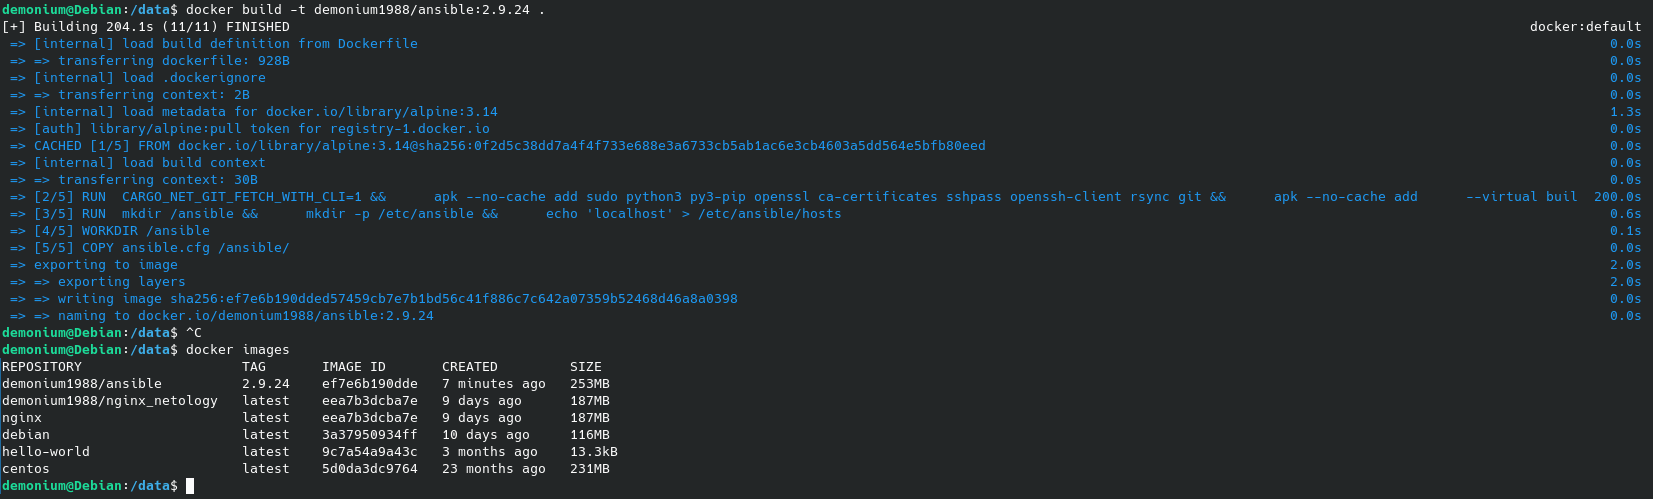 demonium@Debian:/data$ docker build -t demonium1988/ansible:2.9.24 .
[+] Building 204.1s (11/11) FINISHED docker:default
=> [internal] load build definition from Dockerfile 0.0s
=> => transferring dockerfile: 928B 0.0s
=> [internal] load .dockerignore 0.0s
=> => transferring context: 2B 0.0s
=> [internal] load metadata for docker.io/library/alpine:3.14 1.3s
=> [auth] library/alpine:pull token for registry-1.docker.io 0.0s
=> CACHED [1/5] FROM docker.io/library/alpine:3.14@sha256:0f2d5c38dd7a4f4f733e688e3a6733cb5ab1ac6e3cb4603a5dd564e5bfb80eed 0.0s
=> [internal] load build context 0.0s
=> => transferring context: 30B 0.0s
=> [2/5] RUN  CARGO_NET_GIT_FETCH_WITH_CLI=1 &&      apk --no-cache add sudo python3 py3-pip openssl ca-certificates sshpass openssh-client rsync git &&      apk --no-cache add      --virtual buil  200.0s
=> [3/5] RUN  mkdir /ansible &&      mkdir -p /etc/ansible &&      echo 'localhost' > /etc/ansible/hosts 0.6s
=> [4/5] WORKDIR /ansible 0.1s
=> [5/5] COPY ansible.cfg /ansible/ 0.0s
=> exporting to image 2.0s
=> => exporting layers 2.0s
=> => writing image sha256:ef7e6b190dded57459cb7e7b1bd56c41f886c7c642a07359b52468d46a8a0398 0.0s
=> => naming to docker.io/demonium1988/ansible:2.9.24 0.0s
demonium@Debian:/data$ ^C
demonium@Debian:/data$ docker images
REPOSITORY                    TAG       IMAGE ID       CREATED         SIZE
demonium1988/ansible          2.9.24    ef7e6b190dde   7 minutes ago   253MB
demonium1988/nginx_netology   latest    eea7b3dcba7e   9 days ago      187MB
nginx                         latest    eea7b3dcba7e   9 days ago      187MB
debian                        latest    3a37950934ff   10 days ago     116MB
hello-world                   latest    9c7a54a9a43c   3 months ago    13.3kB
centos                        latest    5d0da3dc9764   23 months ago   231MB
demonium@Debian:/data$